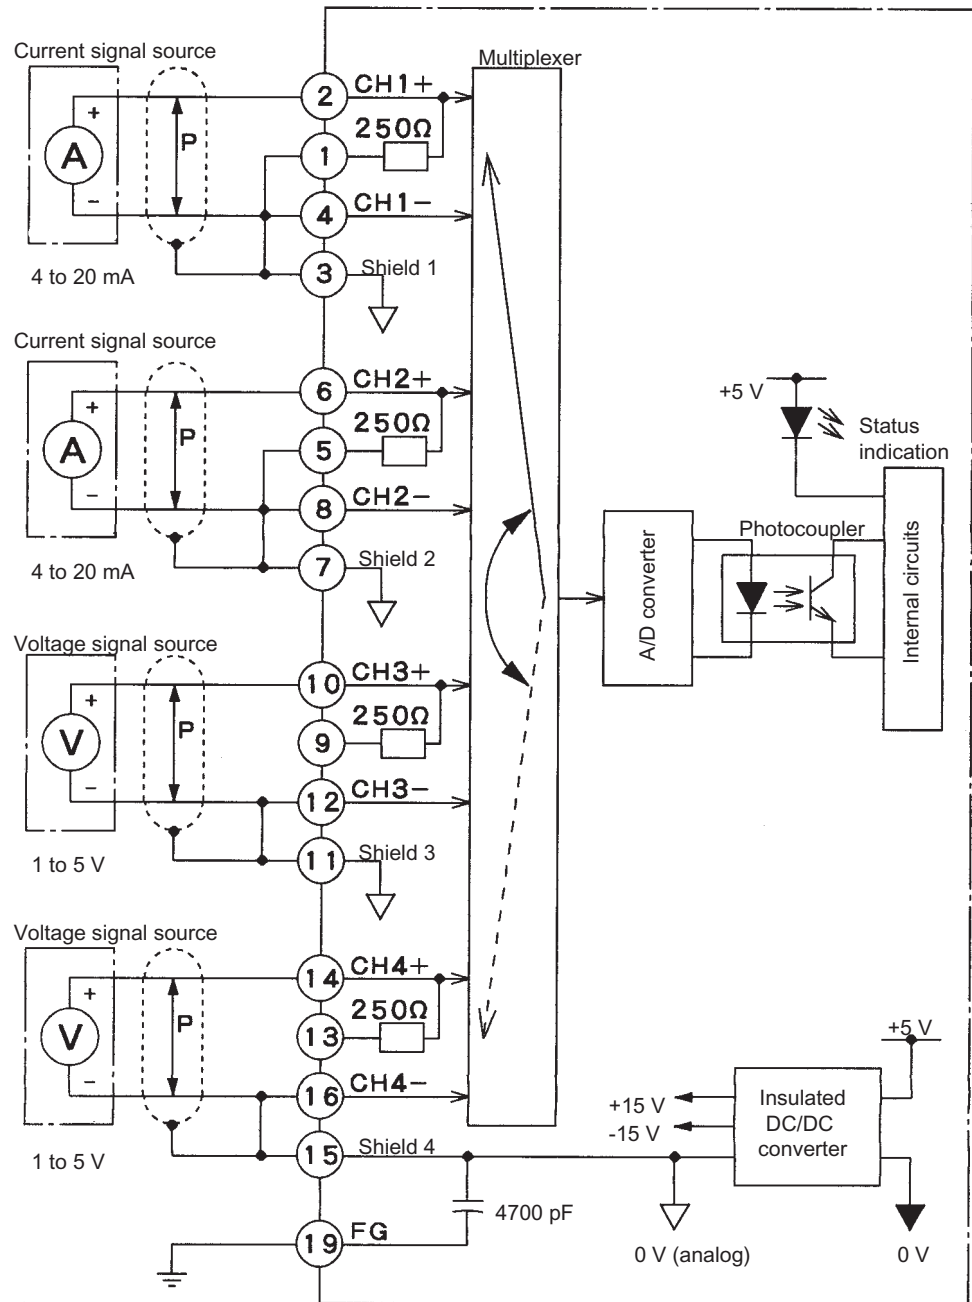 Current signal source
Multiplexer
2 CH1+
+
250Ω
P
A
1
−
4 CH1−
3 Shield 1
4 to 20 mA
Current signal source
6 CH2+
+5 V
+
250Ω
P
Status
indication
A
5
−
8 CH2−
Photocoupler
7 Shield 2
4 to 20 mA
A/D converter
Internal circuits
Voltage signal source
10 CH3+
+
250Ω
P
V
9
−
12 CH3−
11 Shield 3
1 to 5 V
Voltage signal source
14 CH4+
+
250Ω
P
V
13
+5 V
−
16 CH4−
+15 V
-15 V
Insulated
DC/DC
converter
15 Shield 4
1 to 5 V
4700 pF
19 FG
0 V (analog)
0 V